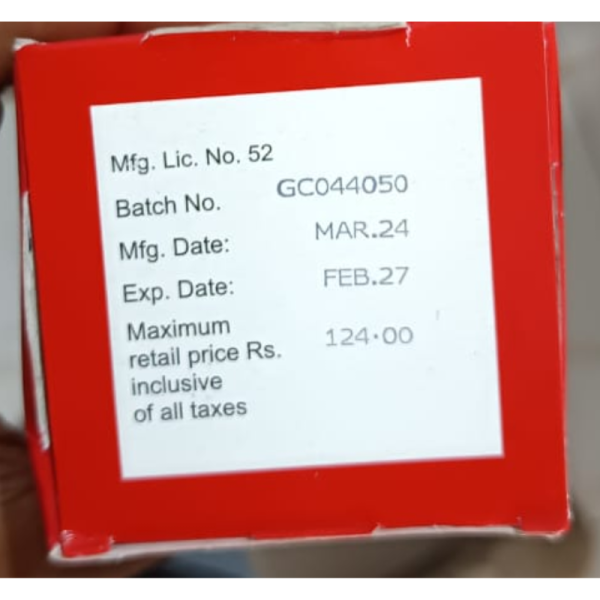 Mfg. Lic. No. 52
Batch No. GC044050
Mfg. Date: MAR.24
Exp. Date: FEB.27
Maximum
retail price Rs. 124·00
inclusive
of all taxes